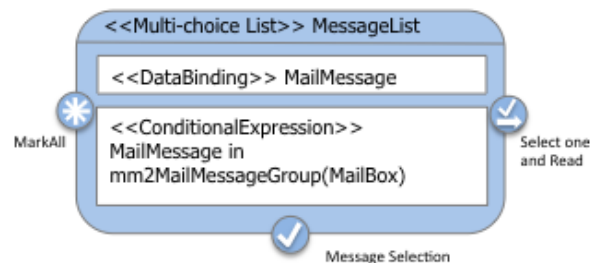 <<Multi-choice List>> MessageList
<<DataBinding>> MailMessage
MarkAll
<<ConditionalExpression>>
MailMessage in
mm2MailMessageGroup(MailBox)
Select one
and Read
Message Selection